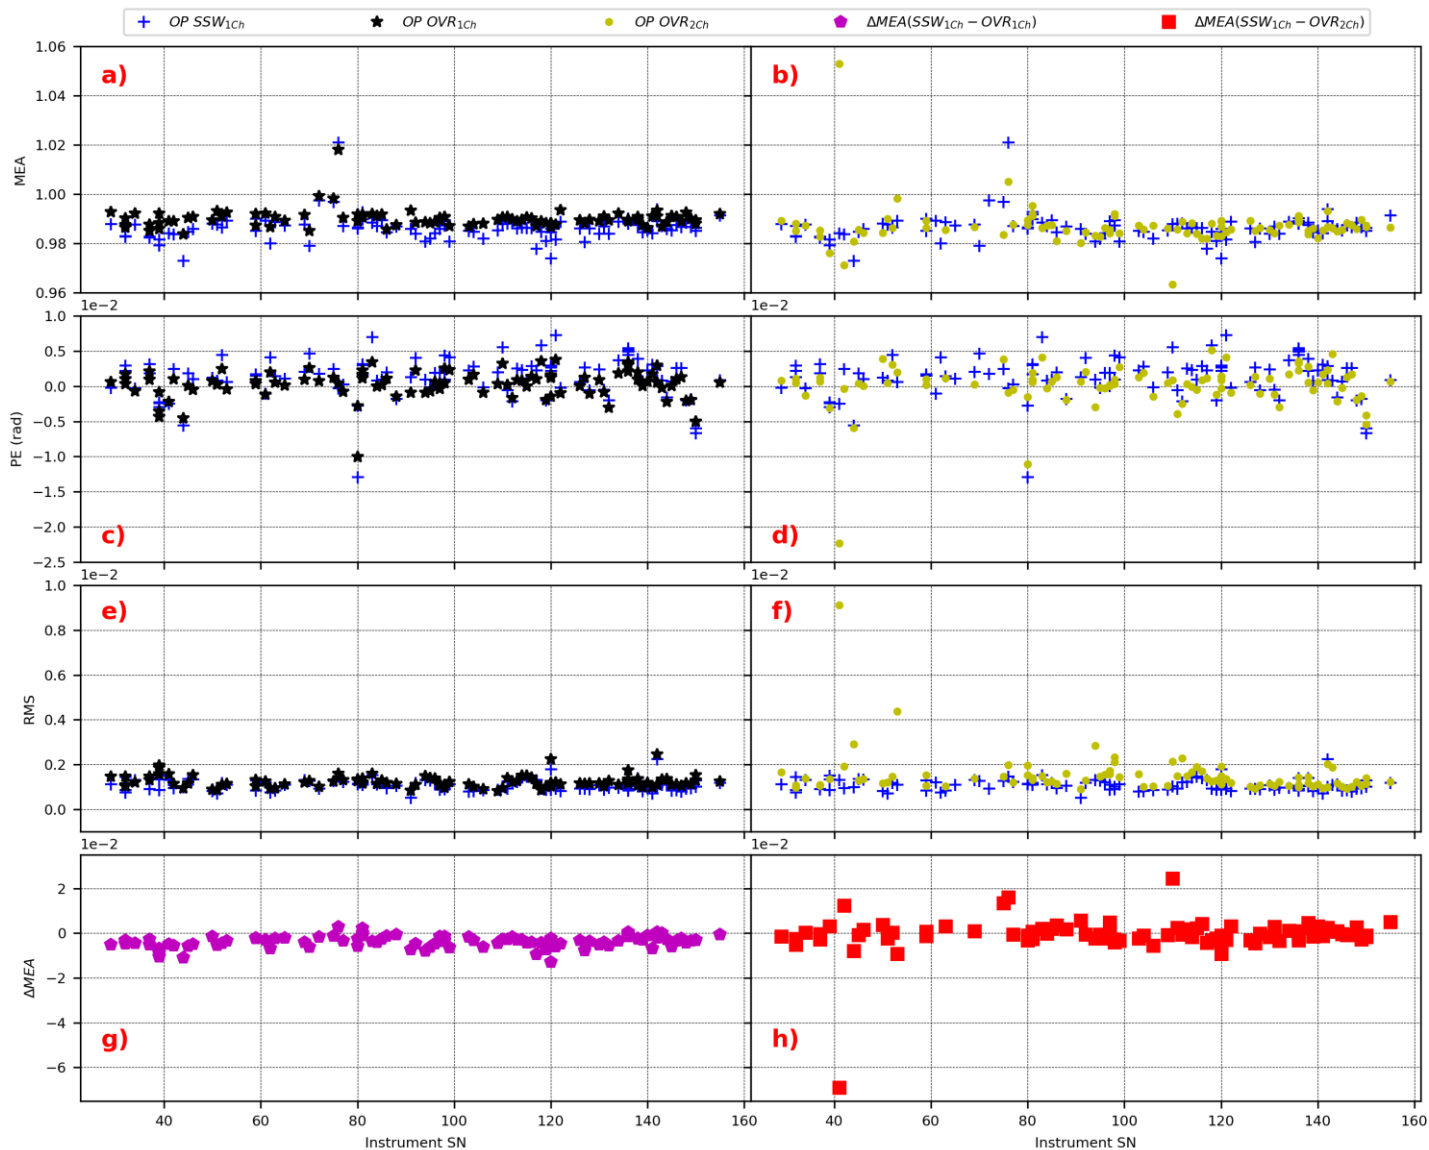 OP SSW1Ch OP OVR1Ch OP OVR2Ch ΔMEA(SSW1Ch − OVR1Ch) ΔMEA(SSW1Ch − OVR2Ch)
a) b)
MEA
1.06
1.04
1.02
1.00
0.98
0.96
1e−2 1e−2
c) d)
PE (rad)
1.0
0.5
0.0
−0.5
−1.0
−1.5
−2.0
−2.5
1e−2 1e−2
e) f)
RMS
1.0
0.8
0.6
0.4
0.2
0.0
1e−2 1e−2
g) h)
ΔMEA
2
0
−2
−4
−6
40 60 80 100 120 140 160 40 60 80 100 120 140 160
Instrument SN Instrument SN